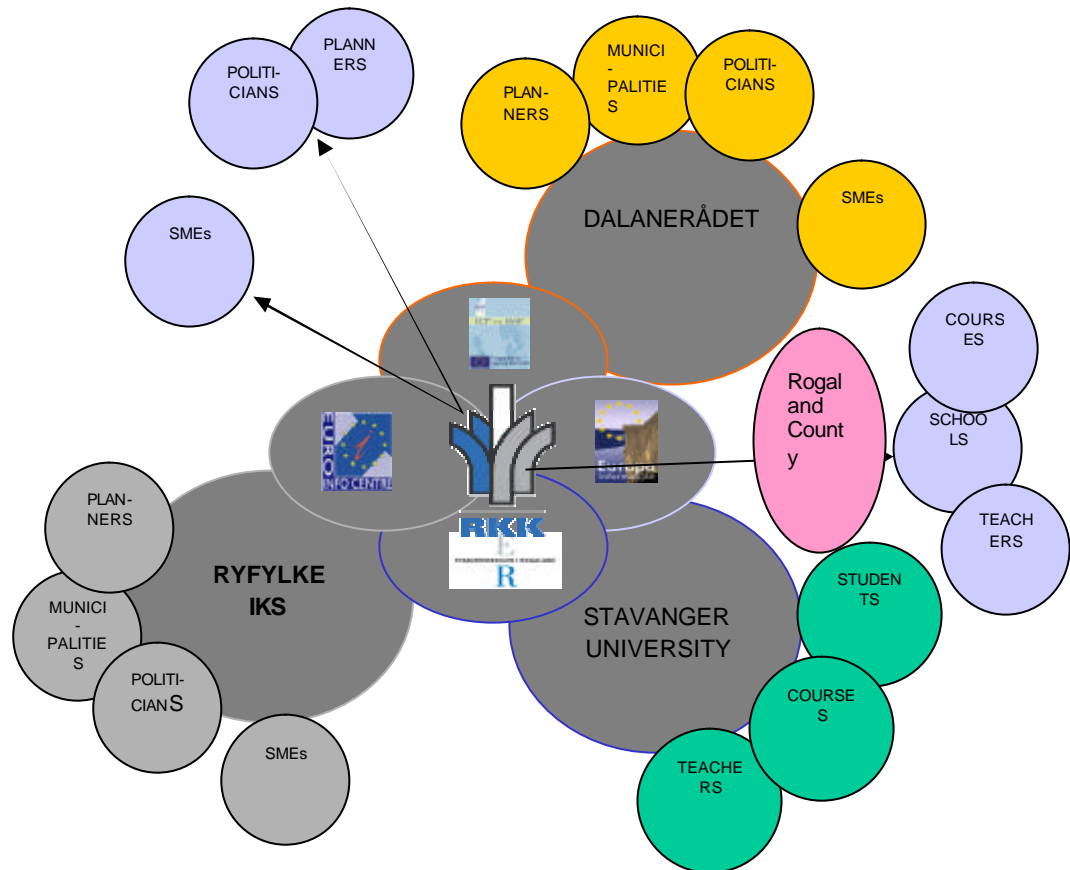 PLANN
ERS
POLITI-
CIANS
MUNICI
-
PALITIE
S
POLITI-
CIANS
PLAN-
NERS
SMEs
DALANERÅDET
SMEs
COURS
ES
Rogal
and
Count
y
SCHOO
LS
TEACH
ERS
EURO
INFO CENTRE
Europa
RKK
E
R
PLAN-
NERS
RYFYLKE
IKS
MUNICI
-
PALITIE
S
POLITI-
CIANS
SMEs
STAVANGER
UNIVERSITY
STUDEN
TS
COURSE
S
TEACHE
RS